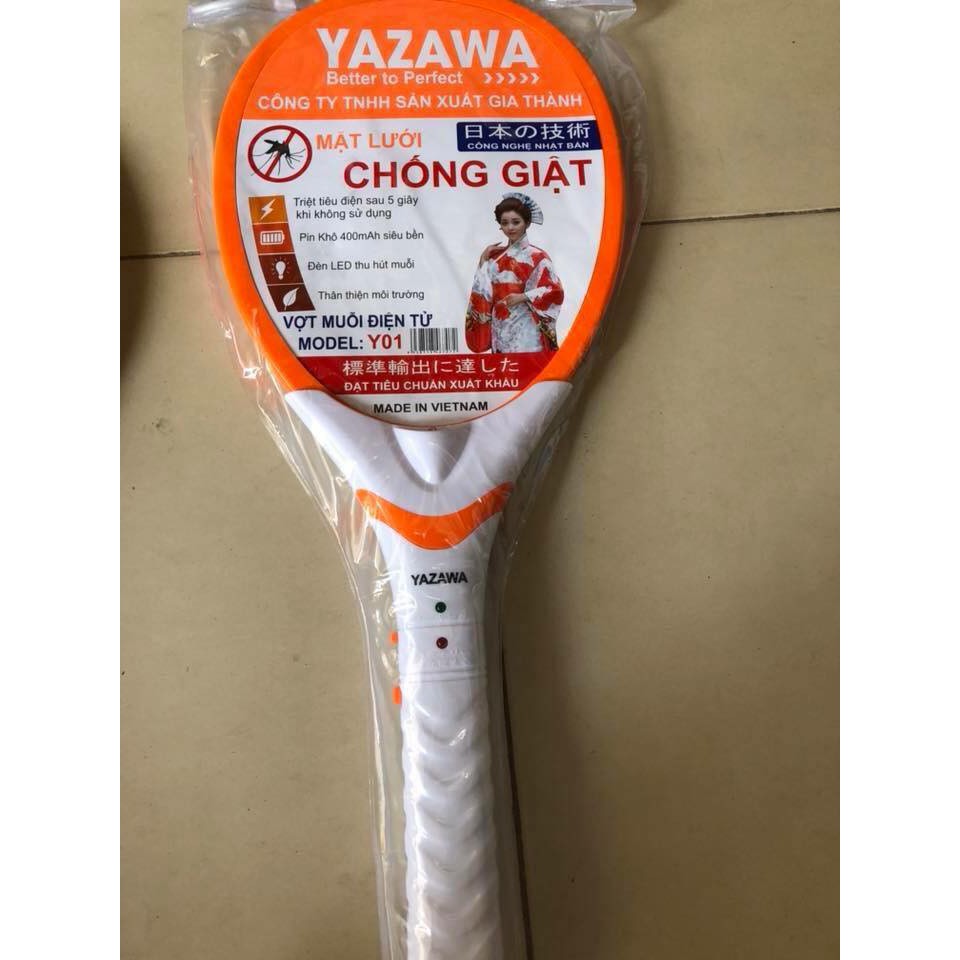 YAZAWA
Better to Perfect
CÔNG TY TNHH SẢN XUẤT GIA THÀNH
日本の技術
CÔNG NGHỆ NHẬT BẢN
MẶT LƯỚI
CHỐNG GIẬT
Triệt tiêu điện sau 5 giây
khi không sử dụng
Pin Khô 400mAh siêu bền
Đèn LED thu hút muỗi
Thân thiện môi trường
VỢT MUỖI ĐIỆN TỬ
MODEL: Y01
標準輸出に達した
ĐẠT TIÊU CHUẨN XUẤT KHẨU
MADE IN VIETNAM
YAZAWA